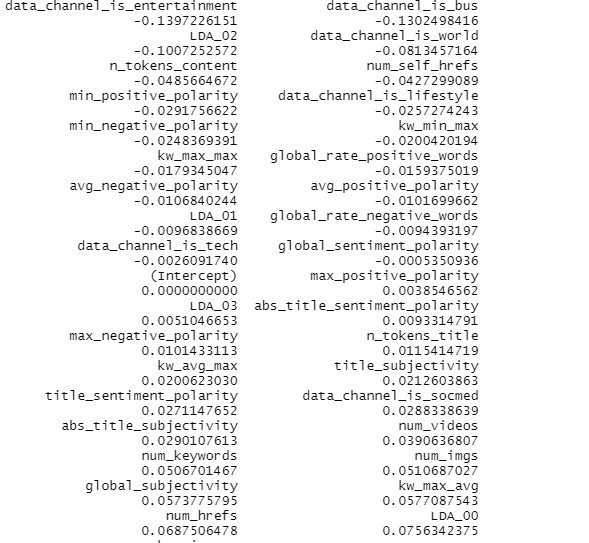 data_channel_is_entertainment data_channel_is_bus
-0.1397226151 -0.1302498416
LDA_02 data_channel_is_world
-0.1007252572 -0.0813457164
n_tokens_content num_self_hrefs
-0.0485664672 -0.0427299089
min_positive_polarity data_channel_is_lifestyle
-0.0291756622 -0.0257274243
min_negative_polarity kw_min_max
-0.0248369391 -0.0200420194
kw_max_max global_rate_positive_words
-0.0179345047 -0.0159375019
avg_negative_polarity avg_positive_polarity
-0.0106840244 -0.0101699662
LDA_01 global_rate_negative_words
-0.0096838669 -0.0094393197
data_channel_is_tech global_sentiment_polarity
-0.0026091740 -0.0005350936
(Intercept) max_positive_polarity
0.0000000000 0.0038546562
LDA_03 abs_title_sentiment_polarity
0.0051046653 0.0093314791
max_negative_polarity n_tokens_title
0.0101433113 0.0115414719
kw_avg_max title_subjectivity
0.0200623030 0.0212603863
title_sentiment_polarity data_channel_is_socmed
0.0271147652 0.0288338639
abs_title_subjectivity num_videos
0.0290107613 0.0390636807
num_keywords num_imgs
0.0506701467 0.0510687027
global_subjectivity kw_max_avg
0.0573775795 0.0577087543
num_hrefs LDA_00
0.0687506478 0.0756342375